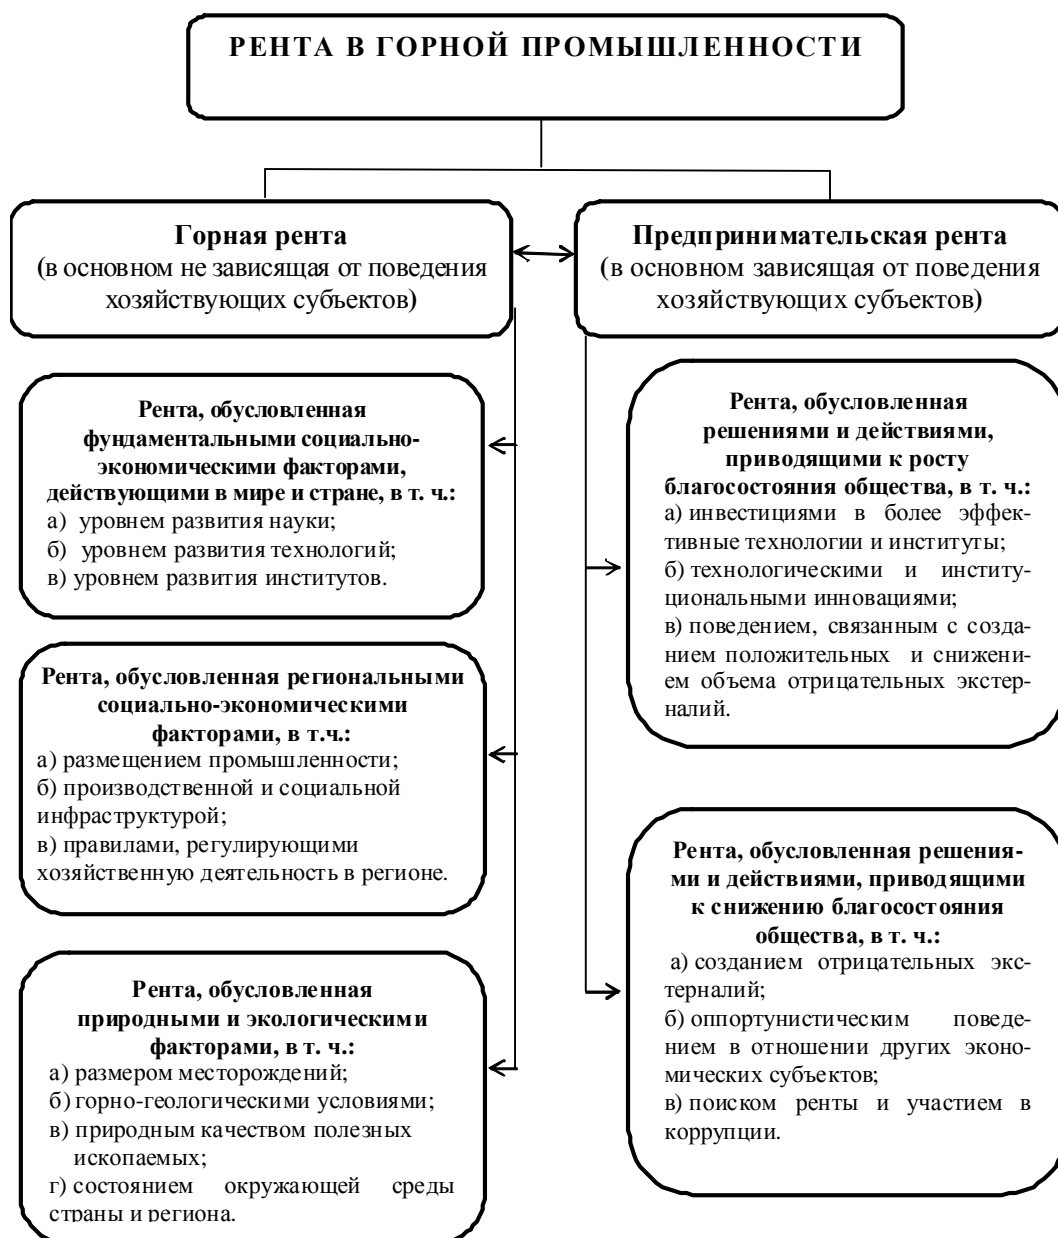 РЕНТА В ГОРНОЙ ПРОМЫШЛЕННОСТИ
Горная рента
(в основном не зависящая от поведения
хозяйствующих субъектов)
Предпринимательская рента
(в основном зависящая от поведения
хозяйствующих субъектов)
Рента, обусловленная
фундаментальными социально-
экономическими факторами,
действующими в мире и стране, в т. ч.:
а) уровнем развития науки;
б) уровнем развития технологий;
в) уровнем развития институтов.
Рента, обусловленная региональными
социально-экономическими
факторами, в т.ч.:
а) размещением промышленности;
б) производственной и социальной
инфраструктурой;
в) правилами, регулирующими
хозяйственную деятельность в регионе.
Рента, обусловленная
природными и экологическими
факторами, в т. ч.:
а) размером месторождений;
б) горно-геологическими условиями;
в) природным качеством полезных
ископаемых;
г) состоянием окружающей среды
страны и региона.
Рента, обусловленная
решениями и действиями,
приводящими к росту
благосостояния общества, в т. ч.:
а) инвестициями в более эффек-
тивные технологии и институты;
б) технологическими и институ-
циональными инновациями;
в) поведением, связанным с созда-
нием положительных и снижени-
ем объема отрицательных экстер-
налий.
Рента, обусловленная решения-
ми и действиями, приводящими
к снижению благосостояния
общества, в т. ч.:
а) созданием отрицательных экс-
терналий;
б) оппортунистическим поведе-
нием в отношении других эконо-
мических субъектов;
в) поиском ренты и участием в
коррупции.